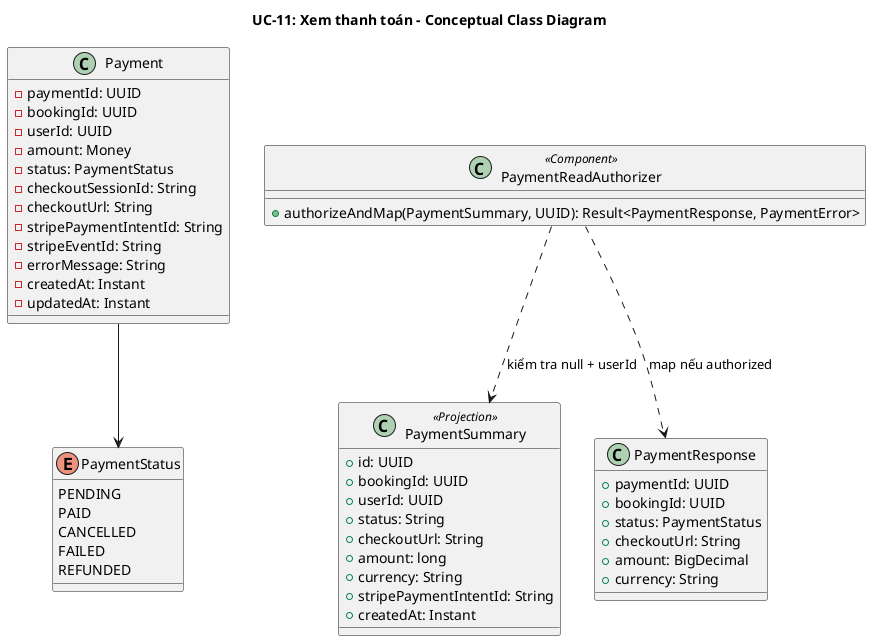 UC-11: Xem thanh toán - Conceptual Class Diagram
C Payment
paymentId: UUID
bookingId: UUID
userId: UUID
amount: Money
status: PaymentStatus
checkoutSessionId: String
checkoutUrl: String
stripePaymentIntentId: String
stripeEventId: String
errorMessage: String
createdAt: Instant
updatedAt: Instant
C «Component»
PaymentReadAuthorizer
authorizeAndMap(PaymentSummary, UUID): Result<PaymentResponse, PaymentError>
kiểm tra null + userId
map nếu authorized
E PaymentStatus
PENDING
PAID
CANCELLED
FAILED
REFUNDED
C «Projection»
PaymentSummary
id: UUID
bookingId: UUID
userId: UUID
status: String
checkoutUrl: String
amount: long
currency: String
stripePaymentIntentId: String
createdAt: Instant
C PaymentResponse
paymentId: UUID
bookingId: UUID
status: PaymentStatus
checkoutUrl: String
amount: BigDecimal
currency: String